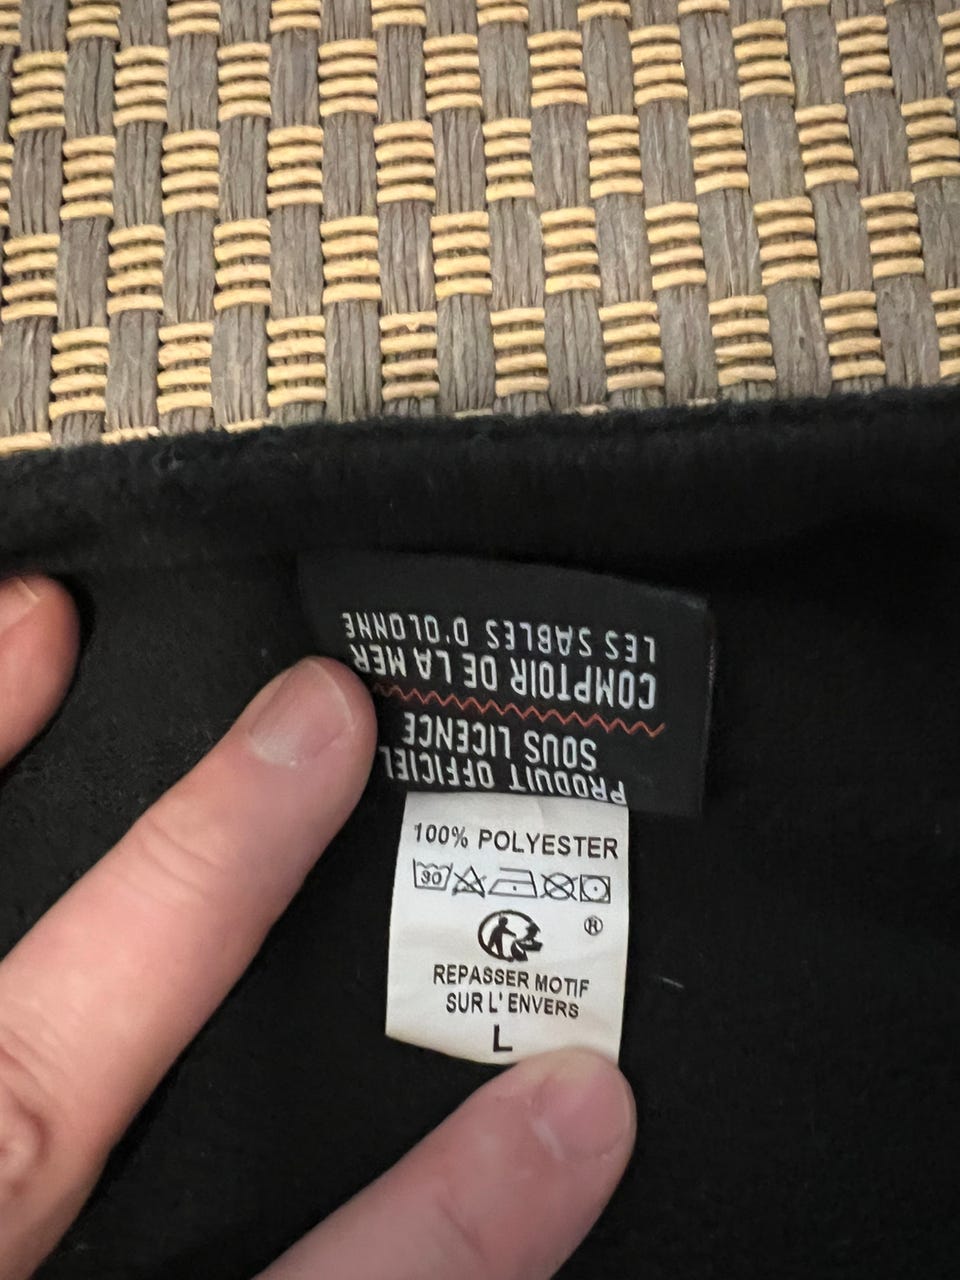 LES SABLES D'OLONNE
COMPTOIR DE LA MER
SOUS LICENCE
PRODUIT OFFICIEL
100% POLYESTER
30
®
REPASSER MOTIF
SUR L'ENVERS
L